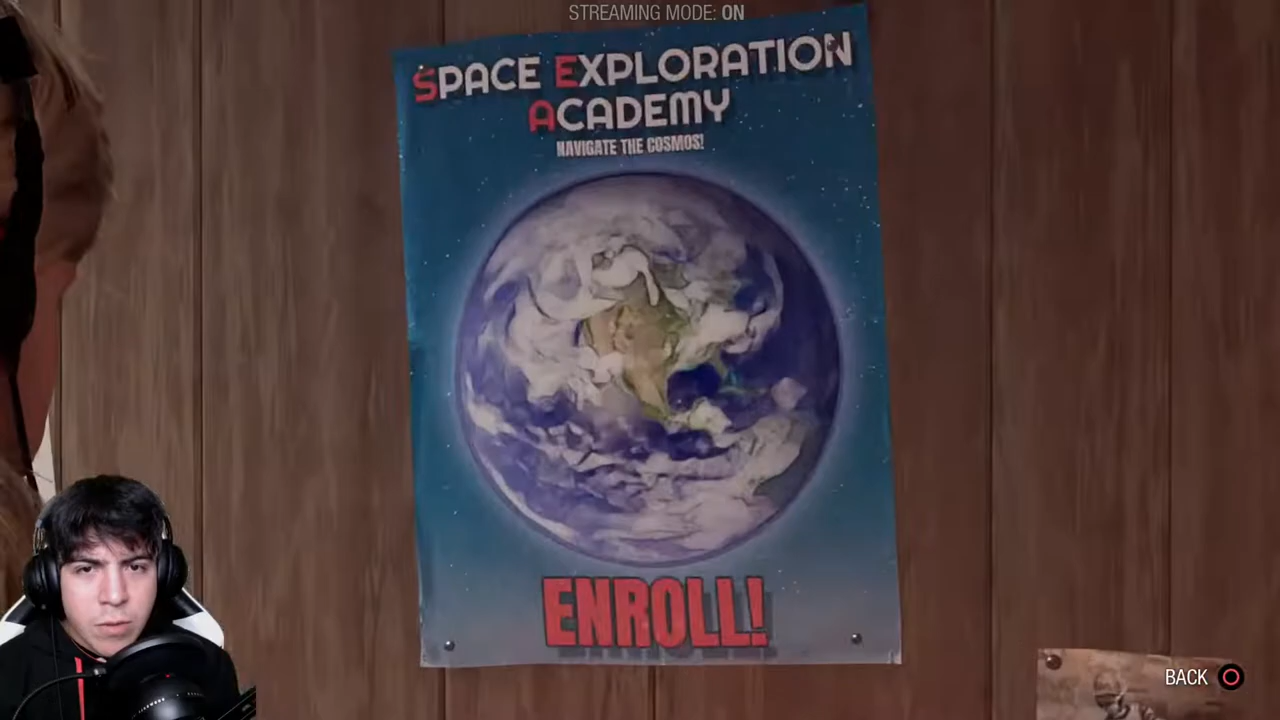 STREAMING MODE: ON
SPACE EXPLORATION
ACADEMY
NAVIGATE THE COSMOS!
ENROLL!
BACK